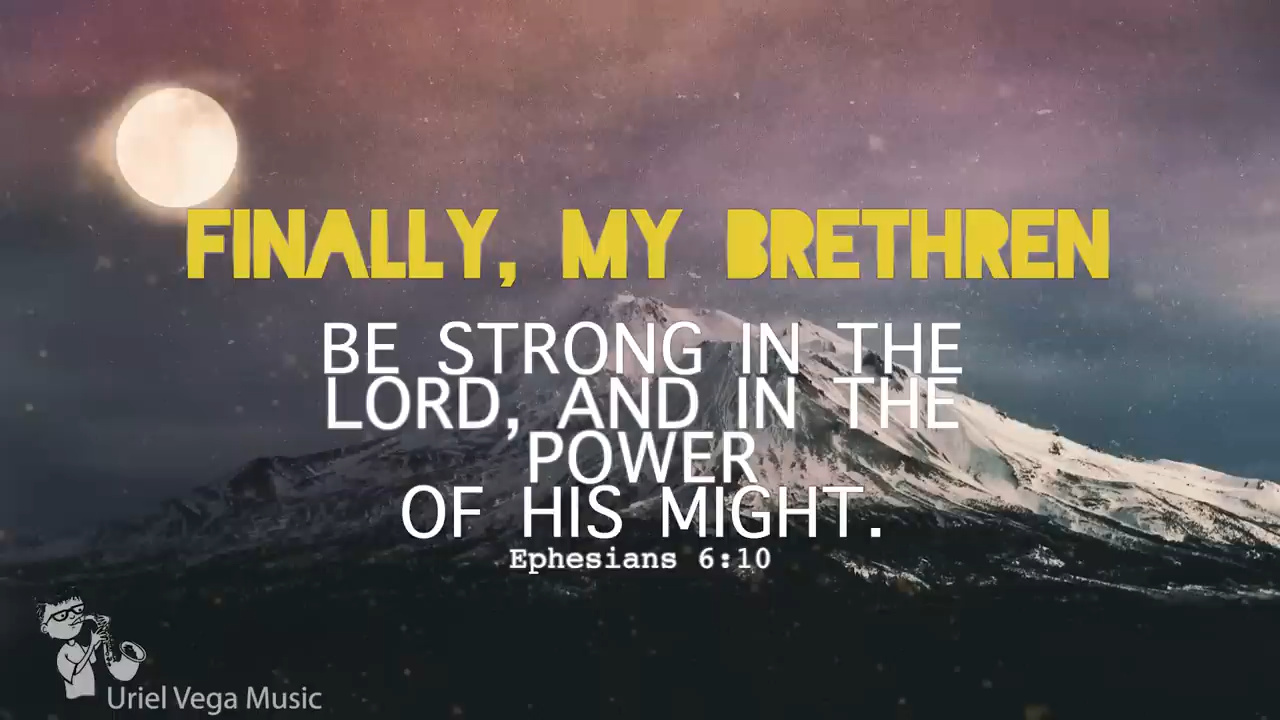 FINALLY, MY BRETHREN
BE STRONG IN THE
LORD, AND IN THE
POWER
OF HIS MIGHT.
Ephesians 6:10
Uriel Vega Music